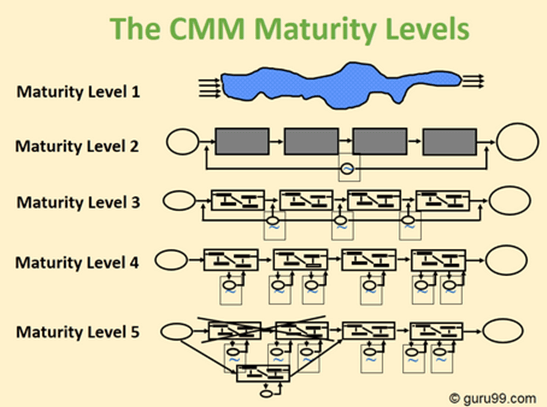 The CMM Maturity Levels
Maturity Level 1
Maturity Level 2
Maturity Level 3
Maturity Level 4
Maturity Level 5
© guru99.com